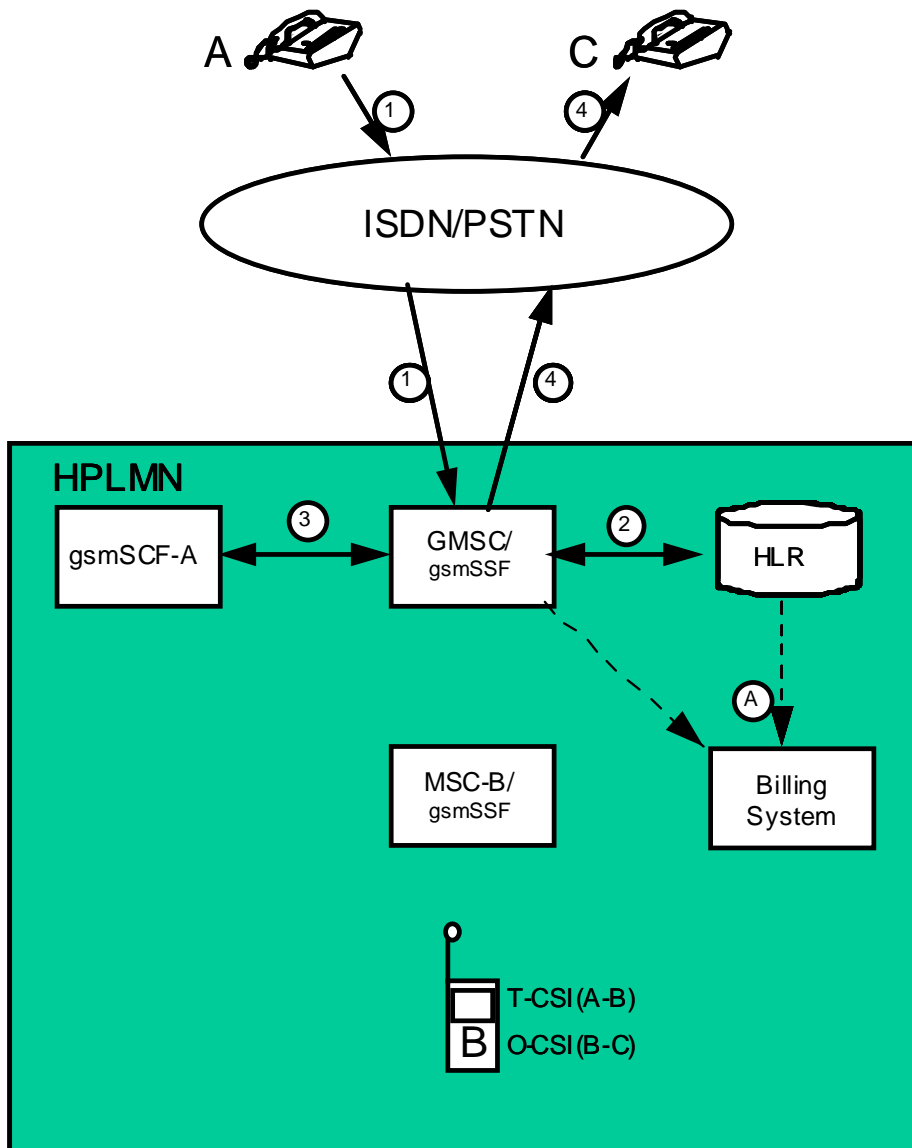 A
C
1
4
ISDN/PSTN
1
4
HPLMN
gsmSCF-A
3
GMSC/
gsmSSF
2
HLR
A
MSC-B/
gsmSSF
Billing
System
T-CSI(A-B)
B
O-CSI(B-C)